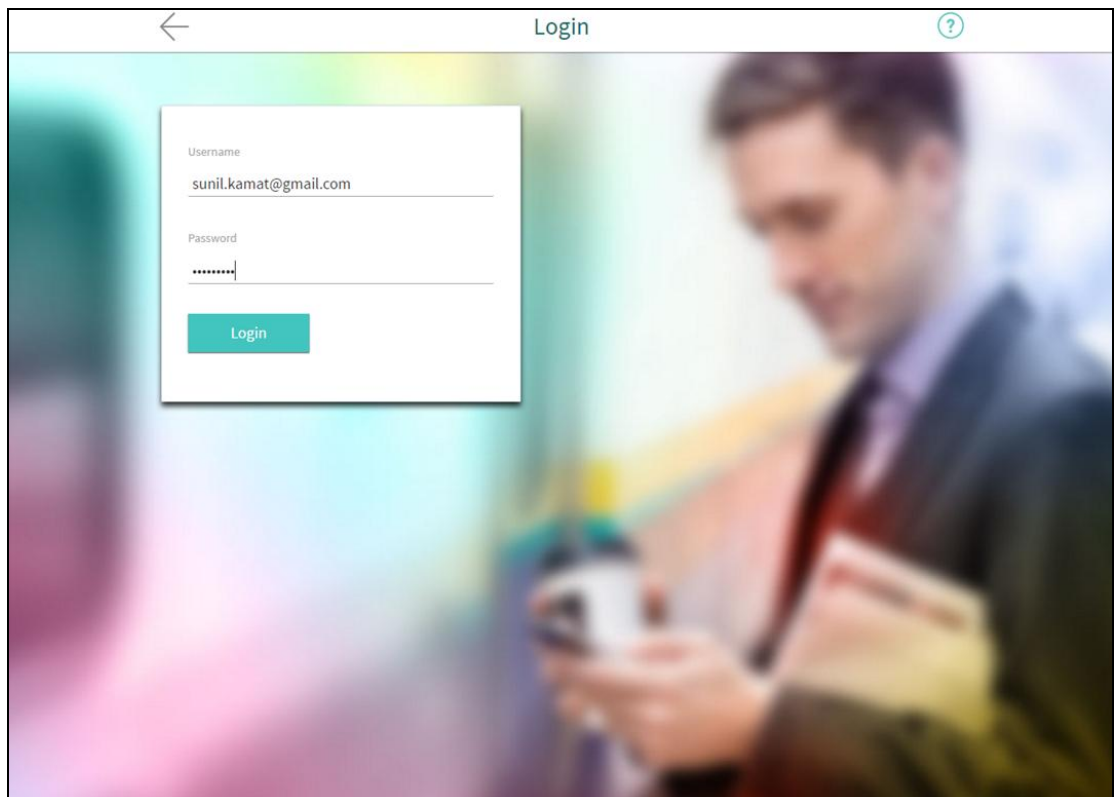 Login
?
Username
sunil.kamat@gmail.com
Password
•••••••••
Login